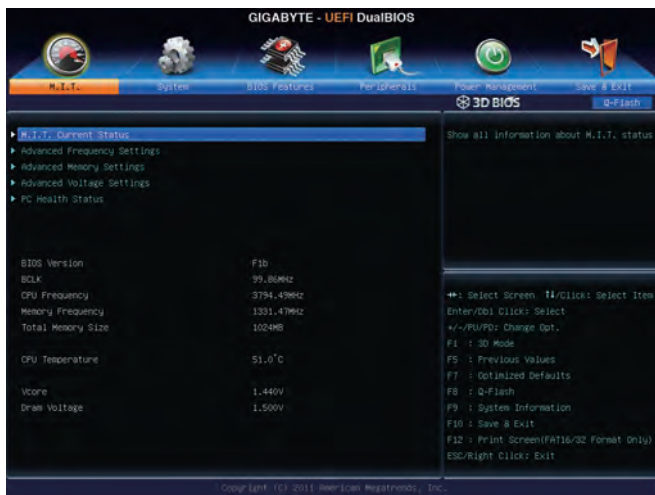 GIGABYTE - UEFI DualBIOS
M.I.T.
System
BIOS Features
Peripherals
Power Management
Save & Exit
3D BIOS
Q-Flash
M.I.T. Current Status
Advanced Frequency Settings
Advanced Memory Settings
Advanced Voltage Settings
PC Health Status
Show all information about M.I.T. status
BIOS Version F1b
BCLK 99.86MHz
CPU Frequency 3794.49MHz
Memory Frequency 1331.47MHz
Total Memory Size 1024MB
CPU Temperature 51.0°C
Vcore 1.440V
Dram Voltage 1.500V
→←: Select Screen ↑↓/Click: Select Item
Enter/Dbl Click: Select
+/-/PU/PD: Change Opt.
F1 : 3D Mode
F5 : Previous Values
F7 : Optimized Defaults
F8 : Q-Flash
F9 : System Information
F10 : Save & Exit
F12 : Print Screen(FAT16/32 Format Only)
ESC/Right Click: Exit
Copyright (C) 2011 American Megatrends, Inc.